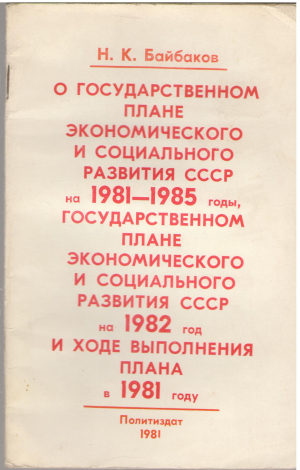 Н. К. Байбаков
О ГОСУДАРСТВЕННОМ
ПЛАНЕ
ЭКОНОМИЧЕСКОГО
И СОЦИАЛЬНОГО
РАЗВИТИЯ СССР
на 1981—1985 годы,
ГОСУДАРСТВЕННОМ
ПЛАНЕ
ЭКОНОМИЧЕСКОГО
И СОЦИАЛЬНОГО
РАЗВИТИЯ СССР
на 1982 год
И ХОДЕ ВЫПОЛНЕНИЯ
ПЛАНА
в 1981 году
Политиздат
1981